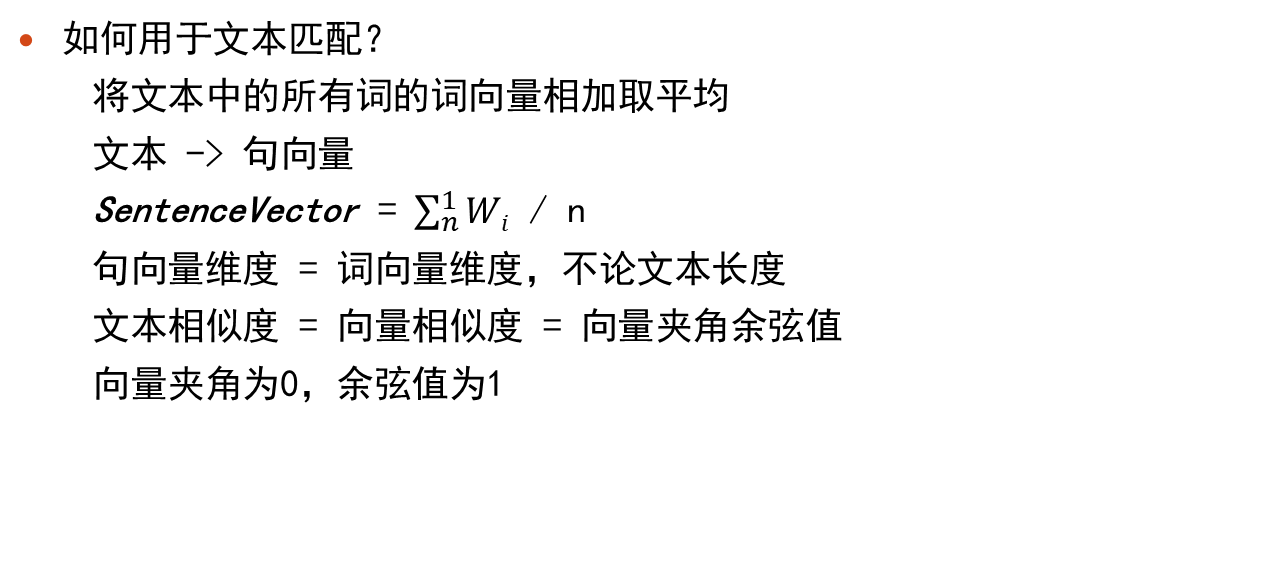 • 如何用于文本匹配？
将文本中的所有词的词向量相加取平均
文本 -> 句向量
SentenceVector = ∑_n^1 W_i / n
句向量维度 = 词向量维度，不论文本长度
文本相似度 = 向量相似度 = 向量夹角余弦值
向量夹角为0，余弦值为1